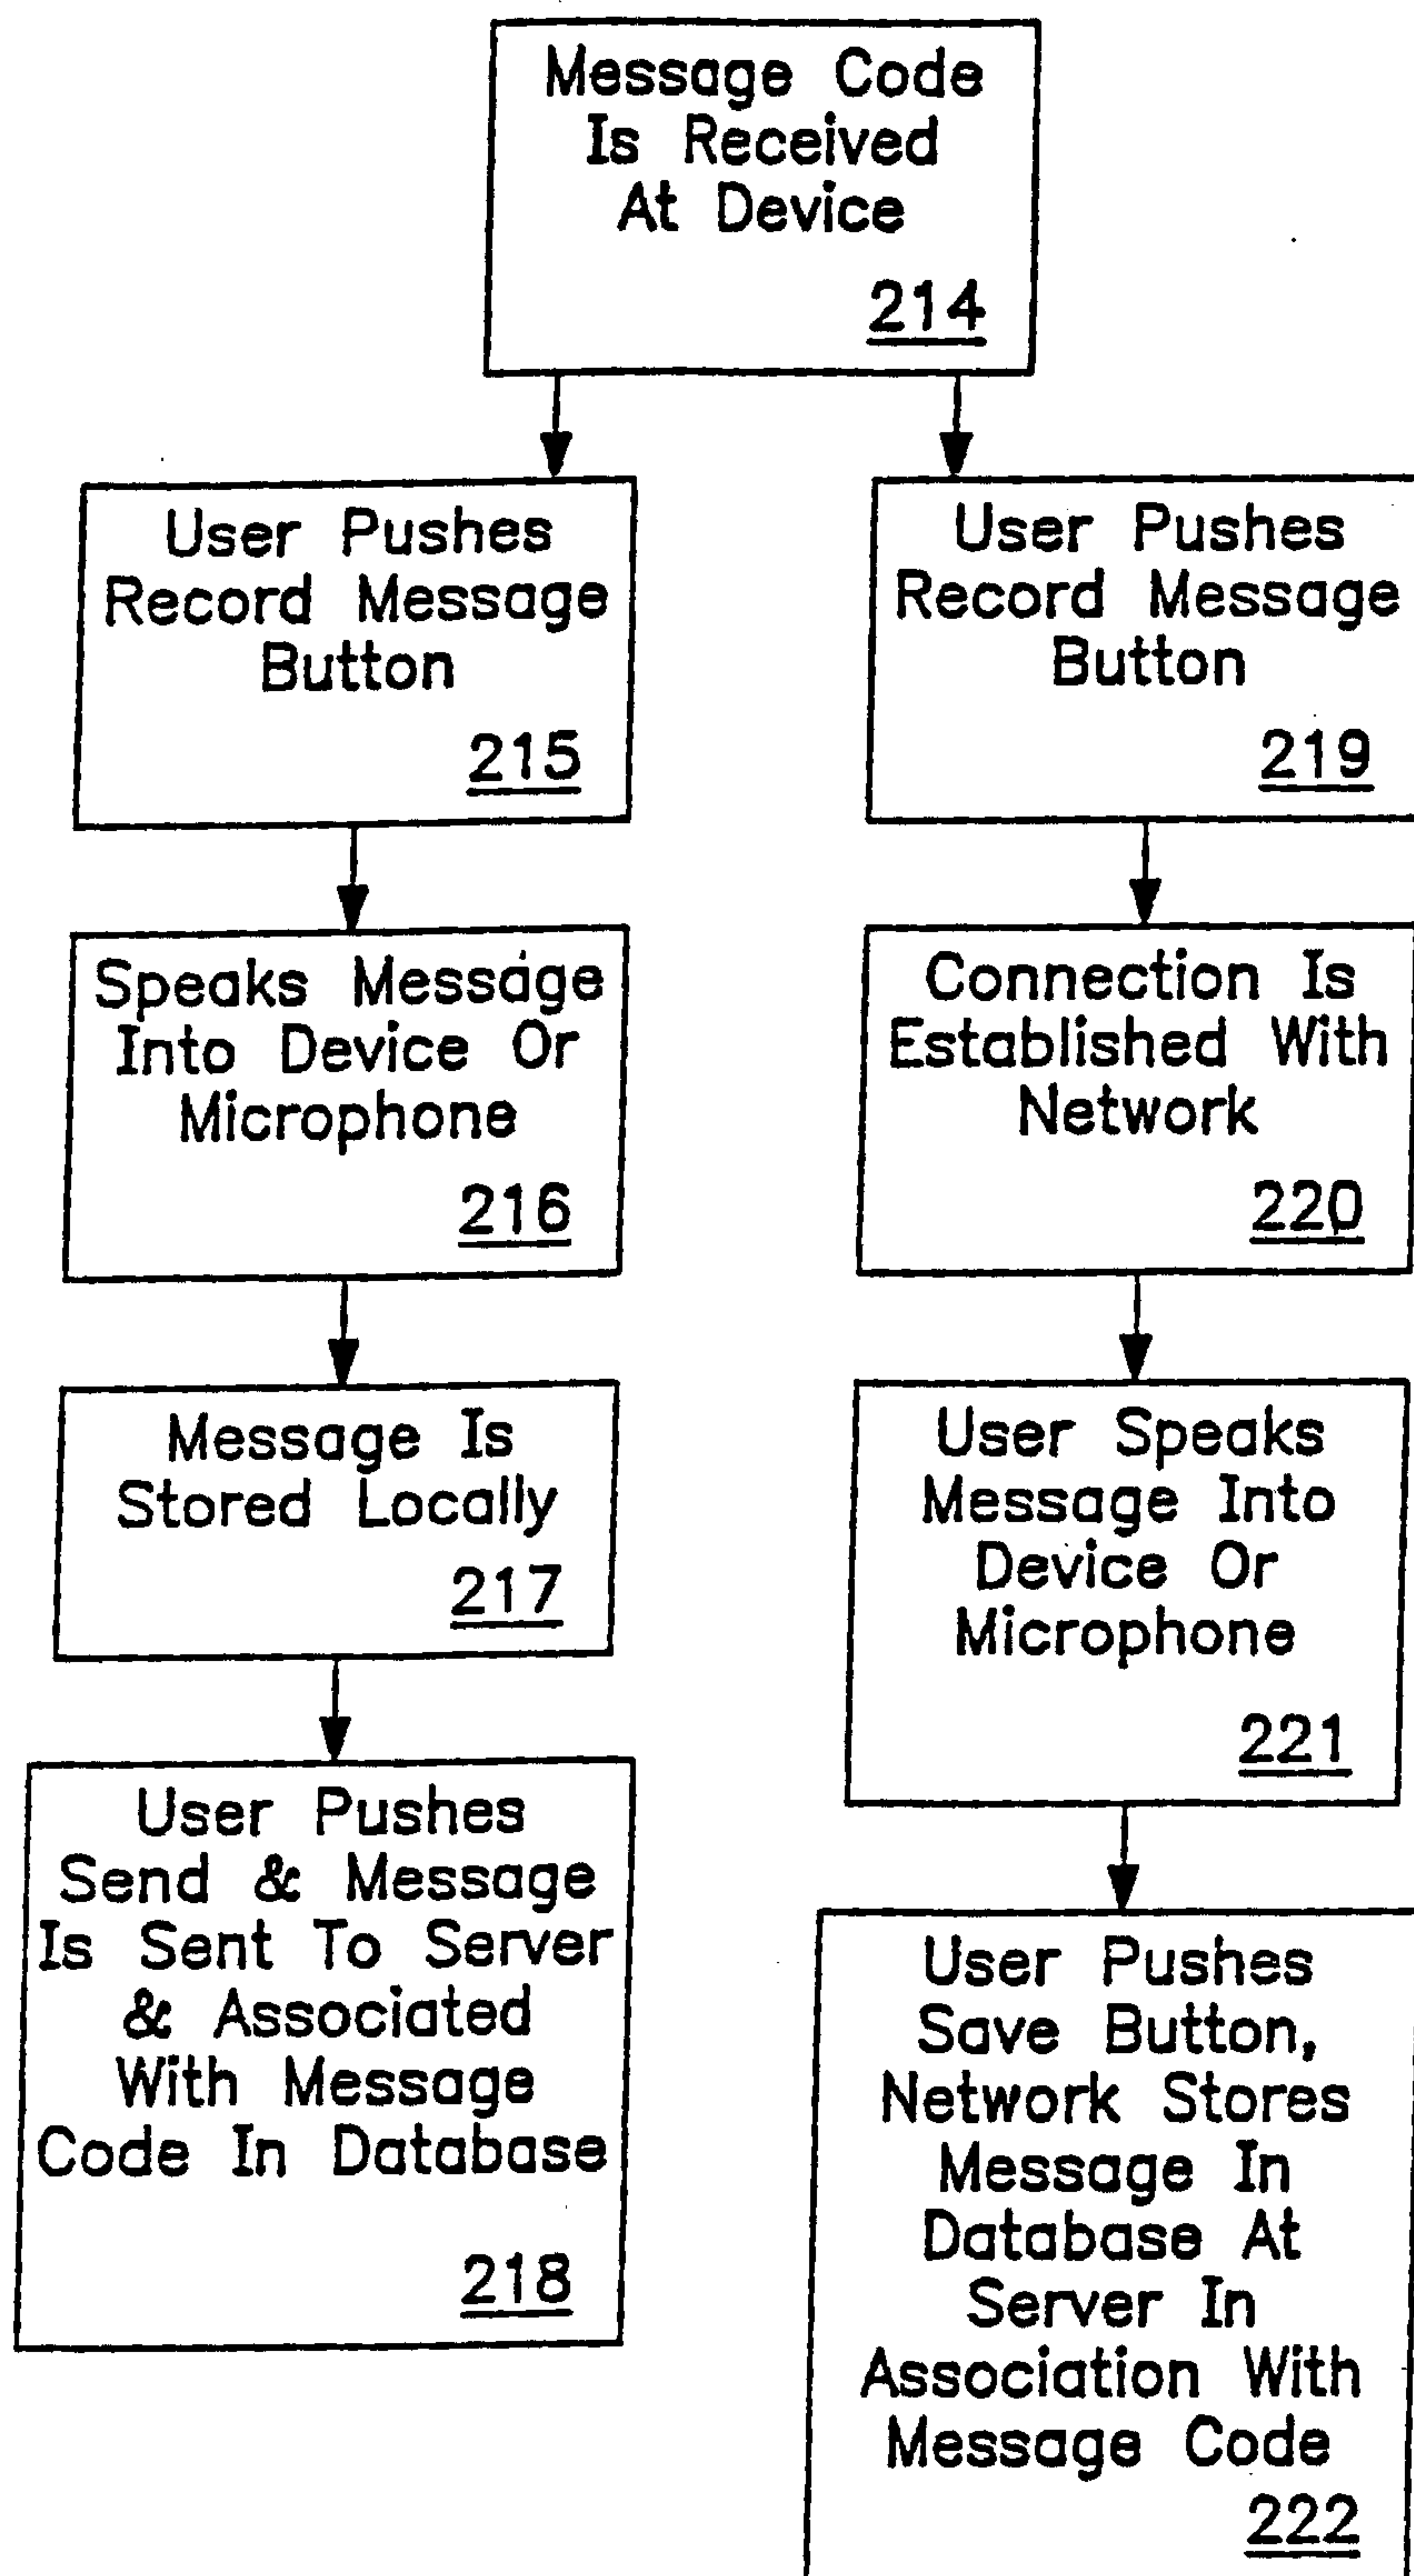 Message Code
Is Received
At Device
214
User Pushes
Record Message
Button
215
Speaks Message
Into Device Or
Microphone
216
Message Is
Stored Locally
217
User Pushes
Send & Message
Is Sent To Server
& Associated
With Message
Code In Database
218
User Pushes
Record Message
Button
219
Connection Is
Established With
Network
220
User Speaks
Message Into
Device Or
Microphone
221
User Pushes
Save Button,
Network Stores
Message In
Database At
Server In
Association With
Message Code
222